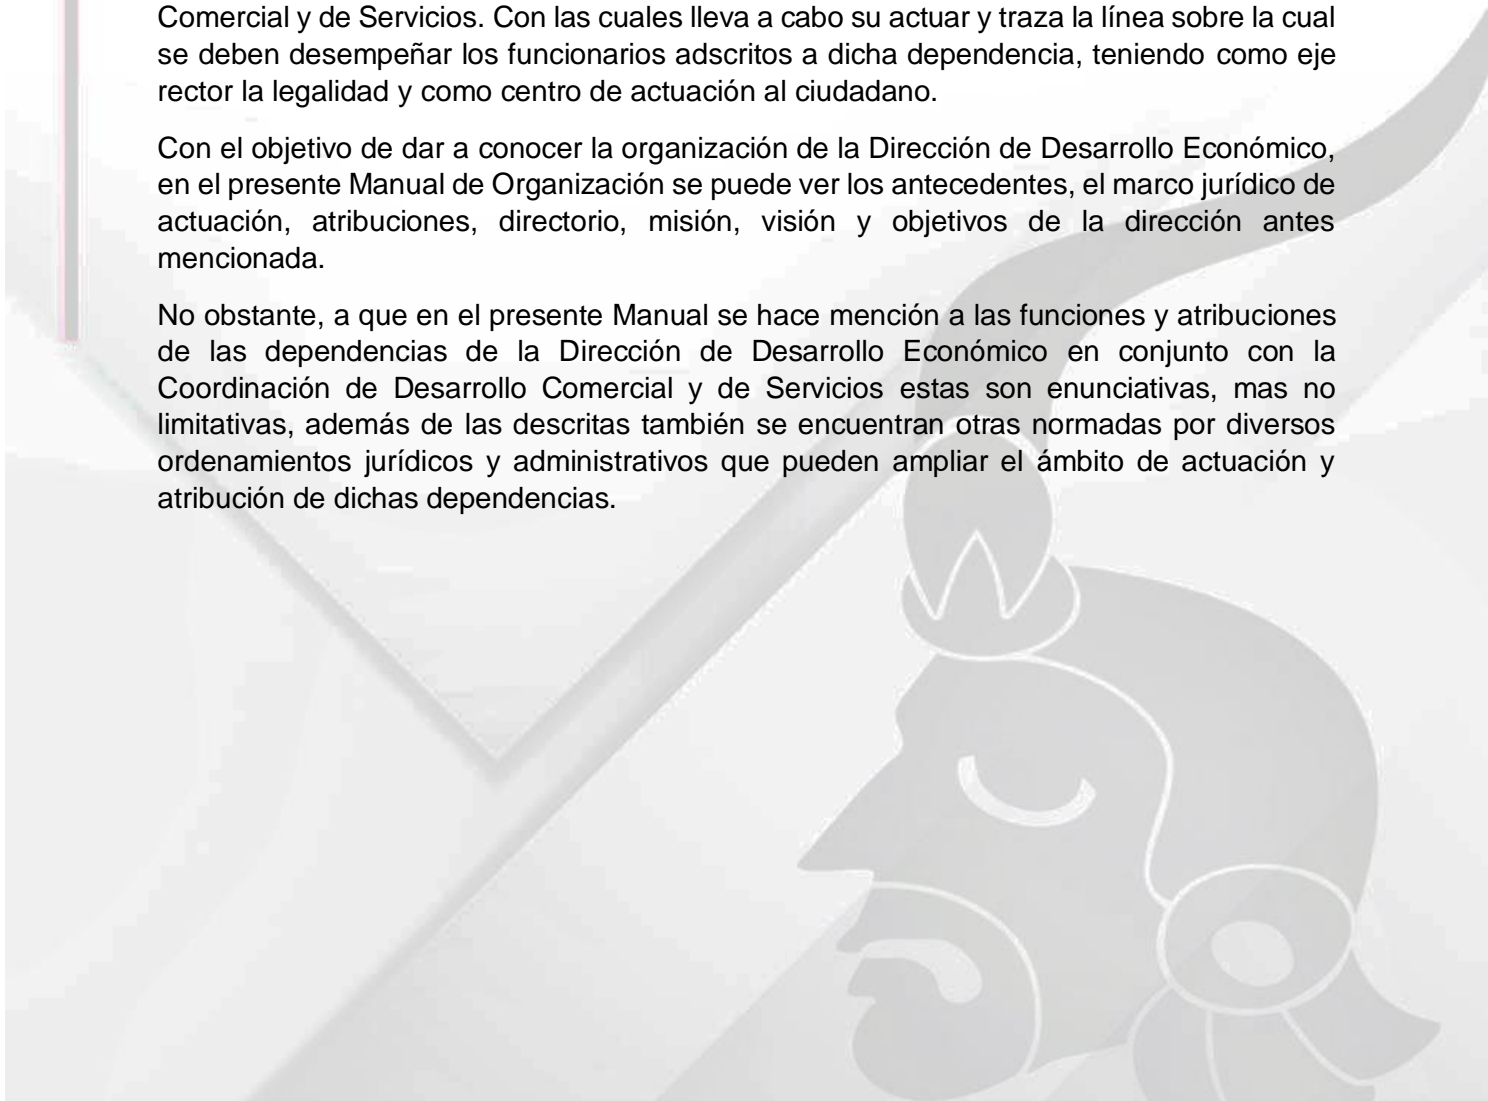 Comercial y de Servicios. Con las cuales lleva a cabo su actuar y traza la línea sobre la cual
se deben desempeñar los funcionarios adscritos a dicha dependencia, teniendo como eje
rector la legalidad y como centro de actuación al ciudadano.
Con el objetivo de dar a conocer la organización de la Dirección de Desarrollo Económico,
en el presente Manual de Organización se puede ver los antecedentes, el marco jurídico de
actuación, atribuciones, directorio, misión, visión y objetivos de la dirección antes
mencionada.
No obstante, a que en el presente Manual se hace mención a las funciones y atribuciones
de las dependencias de la Dirección de Desarrollo Económico en conjunto con la
Coordinación de Desarrollo Comercial y de Servicios estas son enunciativas, mas no
limitativas, además de las descritas también se encuentran otras normadas por diversos
ordenamientos jurídicos y administrativos que pueden ampliar el ámbito de actuación y
atribución de dichas dependencias.